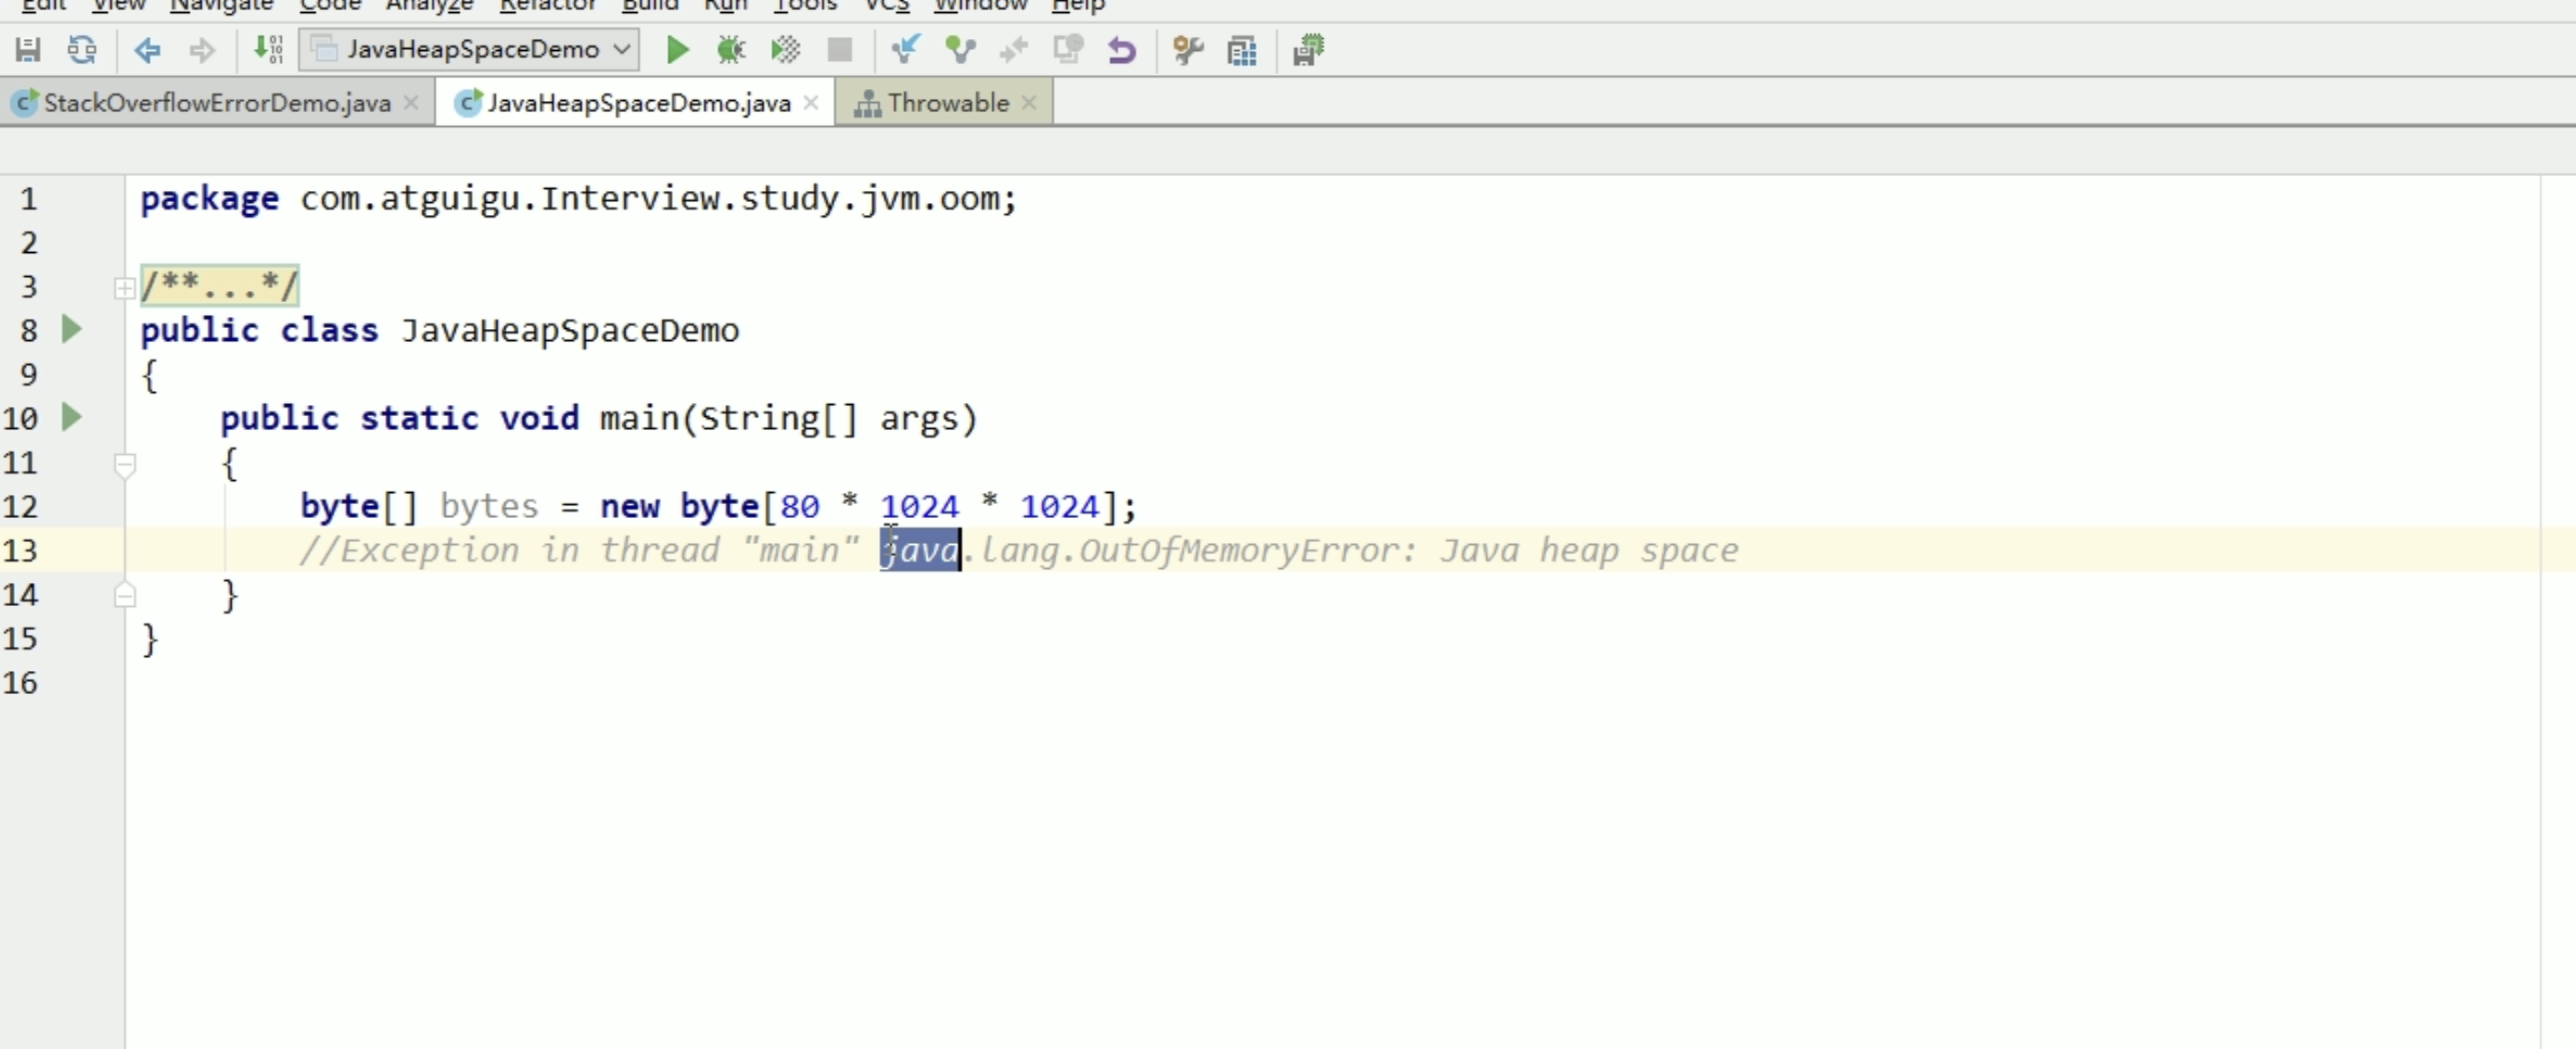 Edit View Navigate Code Analyze Refactor Build Run Tools VCS Window Help
JavaHeapSpaceDemo
StackOverflowErrorDemo.java JavaHeapSpaceDemo.java Throwable
1 package com.atguigu.Interview.study.jvm.oom;
2
3 /**...*/
8 public class JavaHeapSpaceDemo
9 {
10 public static void main(String[] args)
11 {
12 byte[] bytes = new byte[80 * 1024 * 1024];
13 //Exception in thread "main" java.lang.OutOfMemoryError: Java heap space
14 }
15 }
16